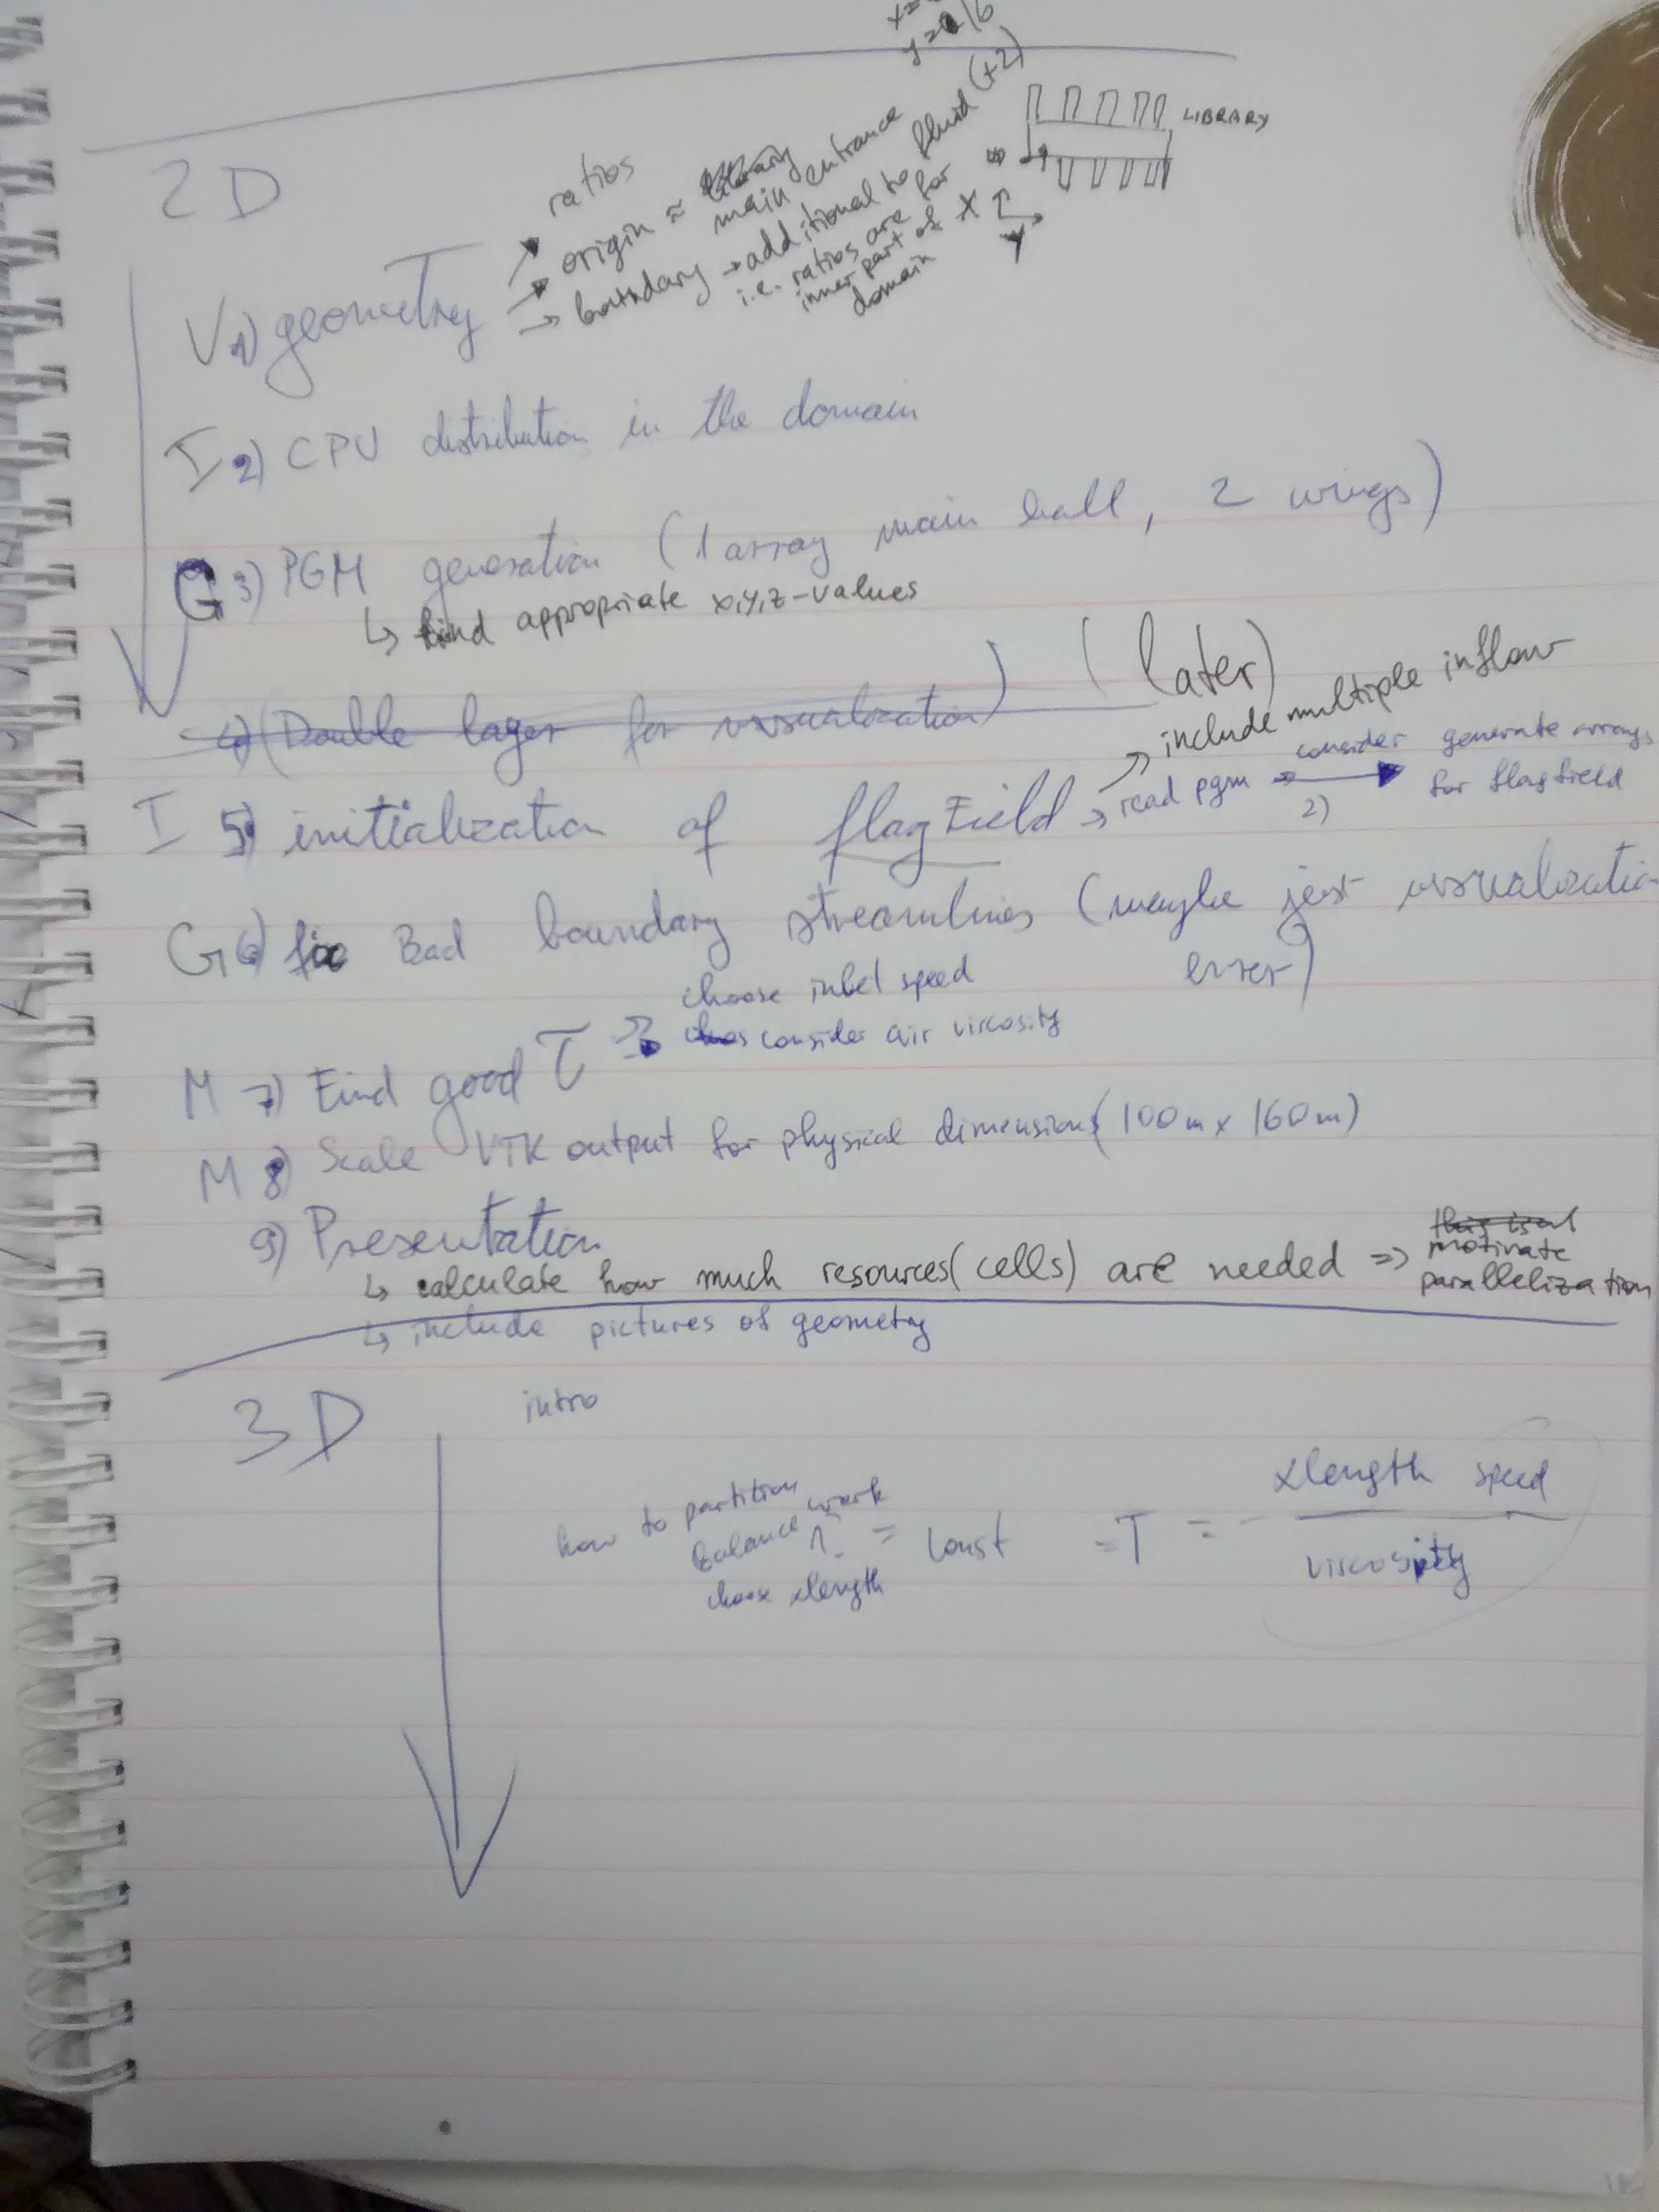 x=
y= 16
2D
ratios
origin ≈ main entrance
boundary → additional to fluid (+2)
i.e. ratios are for
inner part of
domain
LIBRARY
X
Y
V 1) geometry
I 2) CPU distribution in the domain
G 3) PGM generation (1 array main hall, 2 wings)
↳ find appropriate x,y,z-values
4) (Double layer for visualization) (later)
→ include multiple inflow
I 5) initialization of flagField → read pgm → consider 2) → generate arrays
for flagfield
G 6) fix Bad boundary streamlines (maybe just visualizatio
error)
choose inlet speed
M 7) Find good τ ⇒ consider air viscosity
M 8) Scale VTK output for physical dimensions (100m x 160m)
9) Presentation
↳ calculate how much resources (cells) are needed => motivate
parallelization
↳ include pictures of geometry
3D
intro
how to partition
balance work
choose xlength
= const = T = xlength speed
viscosity